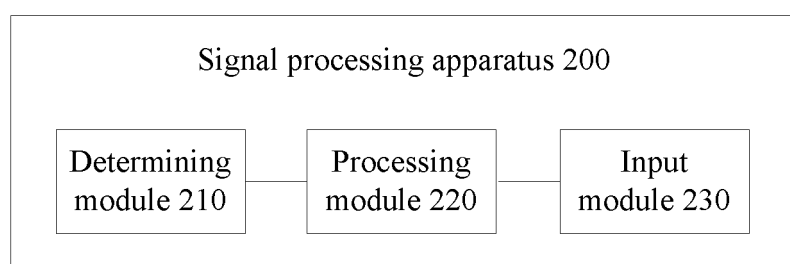 Signal processing apparatus 200
Determining
module 210
Processing
module 220
Input
module 230